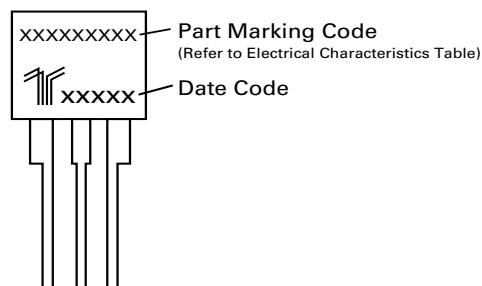 xxxxxxxxx
Part Marking Code
(Refer to Electrical Characteristics Table)
xxxxx
Date Code